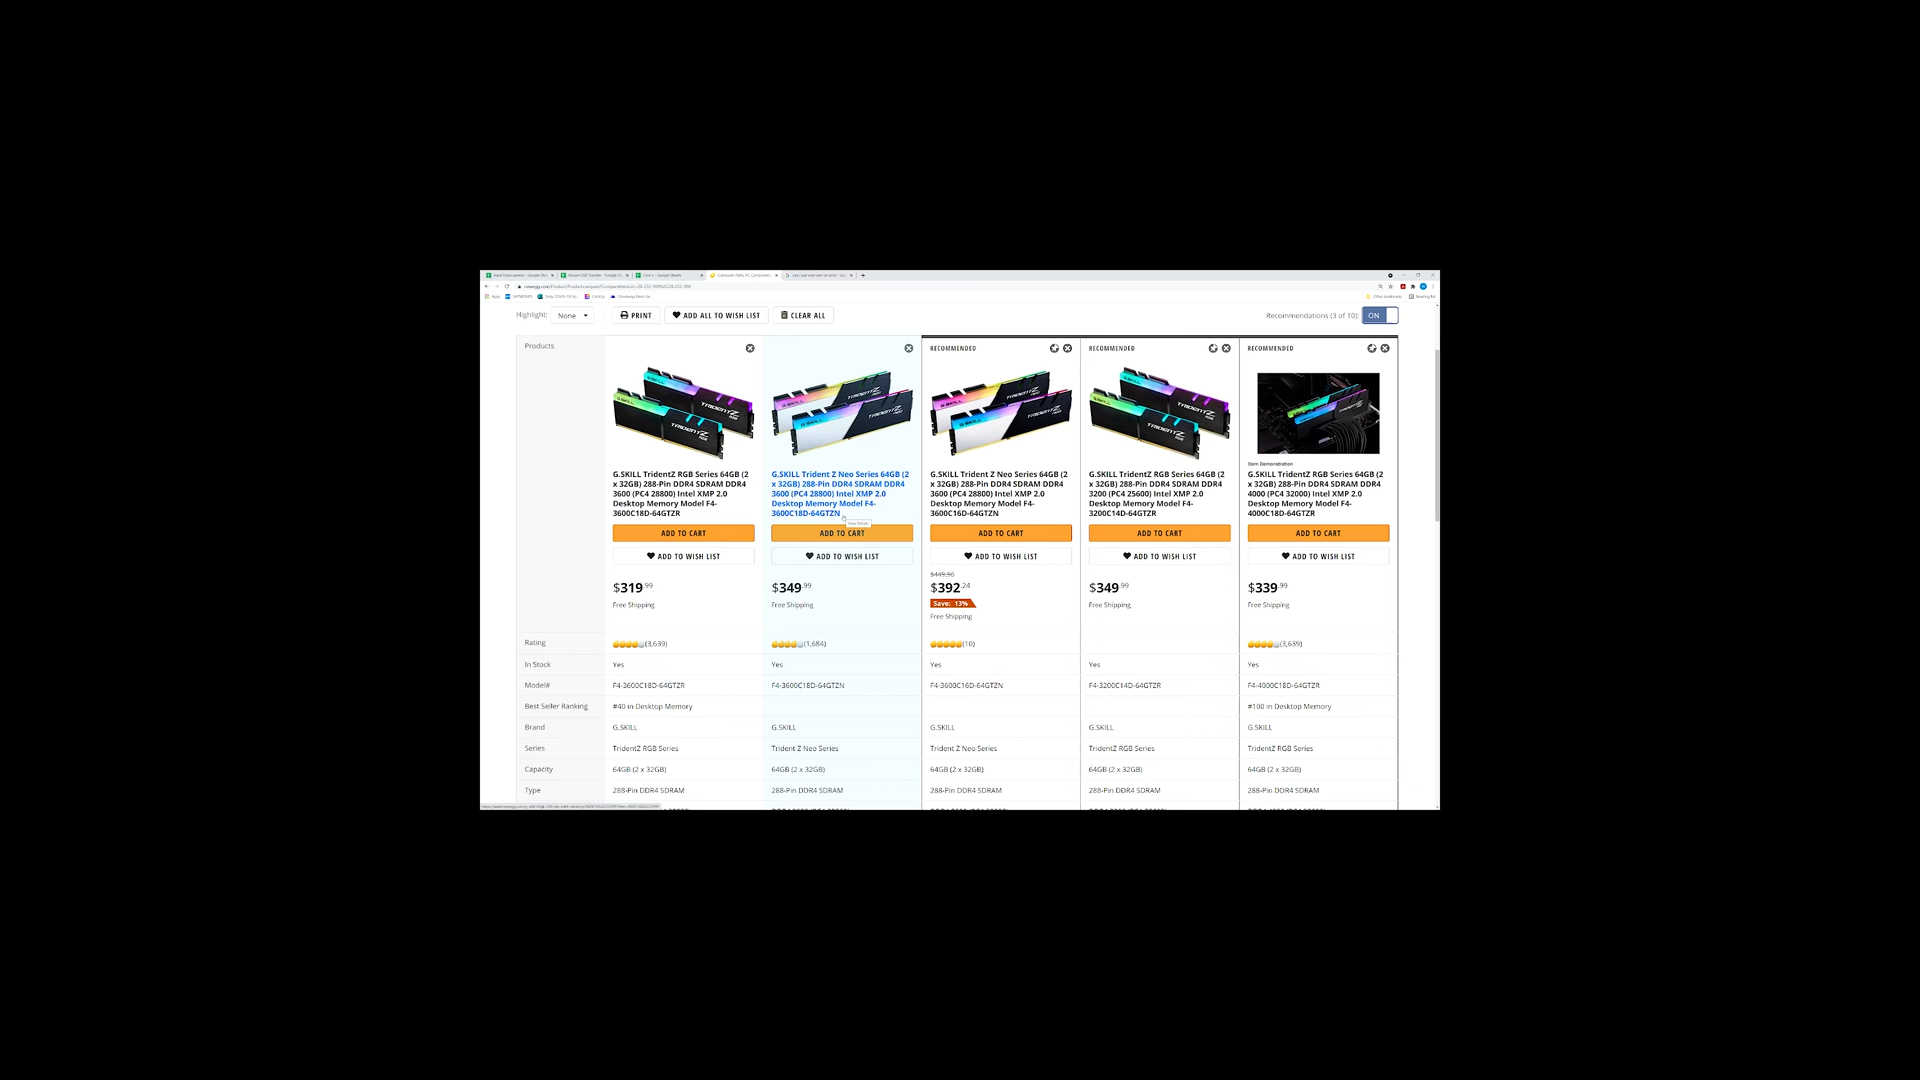 Highlight:
None
PRINT
ADD ALL TO WISH LIST
CLEAR ALL
Recommendations (3 of 10):
ON
Products
RECOMMENDED
RECOMMENDED
RECOMMENDED
Item Demonstration
G.SKILL TridentZ RGB Series 64GB (2
x 32GB) 288-Pin DDR4 SDRAM DDR4
3600 (PC4 28800) Intel XMP 2.0
Desktop Memory Model F4-
3600C18D-64GTZR
G.SKILL Trident Z Neo Series 64GB (2
x 32GB) 288-Pin DDR4 SDRAM DDR4
3600 (PC4 28800) Intel XMP 2.0
Desktop Memory Model F4-
3600C18D-64GTZN
G.SKILL Trident Z Neo Series 64GB (2
x 32GB) 288-Pin DDR4 SDRAM DDR4
3600 (PC4 28800) Intel XMP 2.0
Desktop Memory Model F4-
3600C16D-64GTZN
G.SKILL TridentZ RGB Series 64GB (2
x 32GB) 288-Pin DDR4 SDRAM DDR4
3200 (PC4 25600) Intel XMP 2.0
Desktop Memory Model F4-
3200C14D-64GTZR
G.SKILL TridentZ RGB Series 64GB (2
x 32GB) 288-Pin DDR4 SDRAM DDR4
4000 (PC4 32000) Intel XMP 2.0
Desktop Memory Model F4-
4000C18D-64GTZR
ADD TO CART ADD TO CART ADD TO CART ADD TO CART ADD TO CART
ADD TO WISH LIST ADD TO WISH LIST ADD TO WISH LIST ADD TO WISH LIST ADD TO WISH LIST
$449.96
$319.99 $349.99 $392.24 $349.99 $339.99
Free Shipping Free Shipping Save: 13% Free Shipping Free Shipping
Free Shipping
Rating (3,639) (1,684) (10) (3,639)
In Stock Yes Yes Yes Yes Yes
Model# F4-3600C18D-64GTZR F4-3600C18D-64GTZN F4-3600C16D-64GTZN F4-3200C14D-64GTZR F4-4000C18D-64GTZR
Best Seller Ranking #40 in Desktop Memory #100 in Desktop Memory
Brand G.SKILL G.SKILL G.SKILL G.SKILL G.SKILL
Series TridentZ RGB Series Trident Z Neo Series Trident Z Neo Series TridentZ RGB Series TridentZ RGB Series
Capacity 64GB (2 x 32GB) 64GB (2 x 32GB) 64GB (2 x 32GB) 64GB (2 x 32GB) 64GB (2 x 32GB)
Type 288-Pin DDR4 SDRAM 288-Pin DDR4 SDRAM 288-Pin DDR4 SDRAM 288-Pin DDR4 SDRAM 288-Pin DDR4 SDRAM